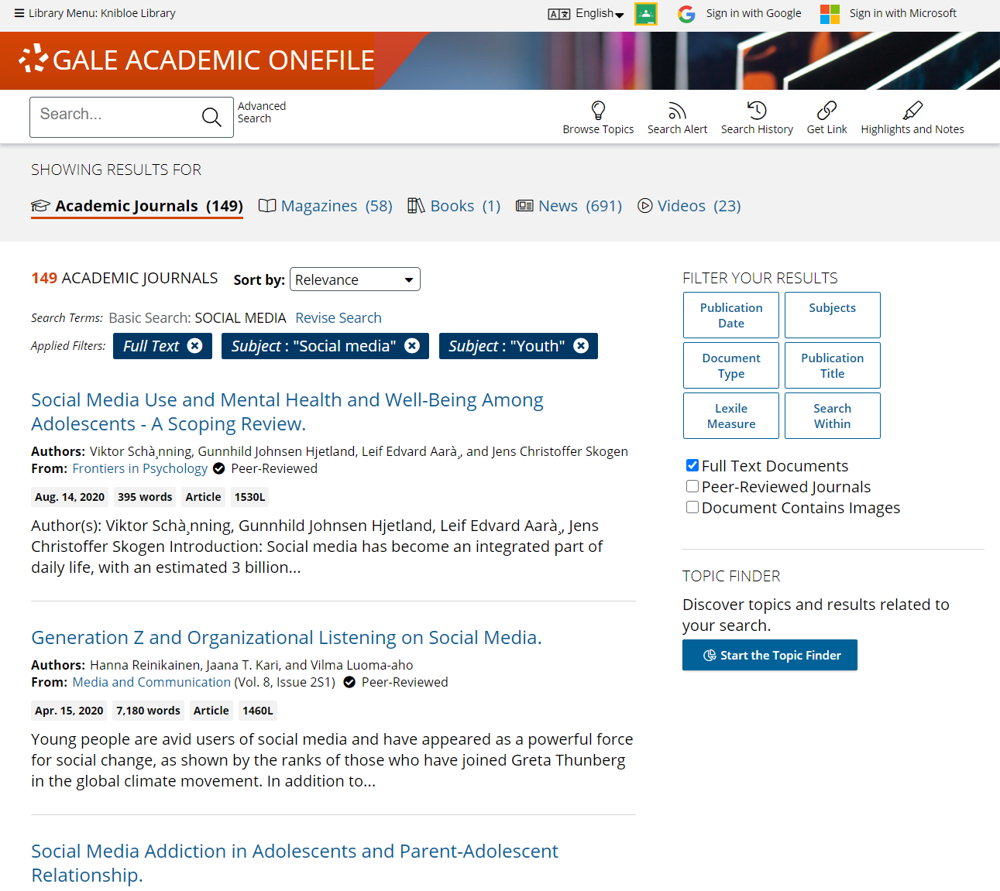 Library Menu: Knibloe Library
English
Sign in with Google
Sign in with Microsoft
GALE ACADEMIC ONEFILE
Search...
Advanced
Search
Browse Topics
Search Alert
Search History
Get Link
Highlights and Notes
SHOWING RESULTS FOR
Academic Journals (149)
Magazines (58)
Books (1)
News (691)
Videos (23)
149 ACADEMIC JOURNALS
Sort by: Relevance
Search Terms: Basic Search: SOCIAL MEDIA Revise Search
Applied Filters: Full Text Subject : "Social media" Subject : "Youth"
Social Media Use and Mental Health and Well-Being Among
Adolescents - A Scoping Review.
Authors: Viktor Schà¸nning, Gunnhild Johnsen Hjetland, Leif Edvard Aarà¸, and Jens Christoffer Skogen
From: Frontiers in Psychology Peer-Reviewed
Aug. 14, 2020 395 words Article 1530L
Author(s): Viktor Schà¸nning, Gunnhild Johnsen Hjetland, Leif Edvard Aarà¸, Jens
Christoffer Skogen Introduction: Social media has become an integrated part of
daily life, with an estimated 3 billion...
Generation Z and Organizational Listening on Social Media.
Authors: Hanna Reinikainen, Jaana T. Kari, and Vilma Luoma-aho
From: Media and Communication (Vol. 8, Issue 2S1) Peer-Reviewed
Apr. 15, 2020 7,180 words Article 1460L
Young people are avid users of social media and have appeared as a powerful force
for social change, as shown by the ranks of those who have joined Greta Thunberg
in the global climate movement. In addition to...
Social Media Addiction in Adolescents and Parent-Adolescent
Relationship.
FILTER YOUR RESULTS
Publication
Date
Subjects
Document
Type
Publication
Title
Lexile
Measure
Search
Within
Full Text Documents
Peer-Reviewed Journals
Document Contains Images
TOPIC FINDER
Discover topics and results related to
your search.
Start the Topic Finder